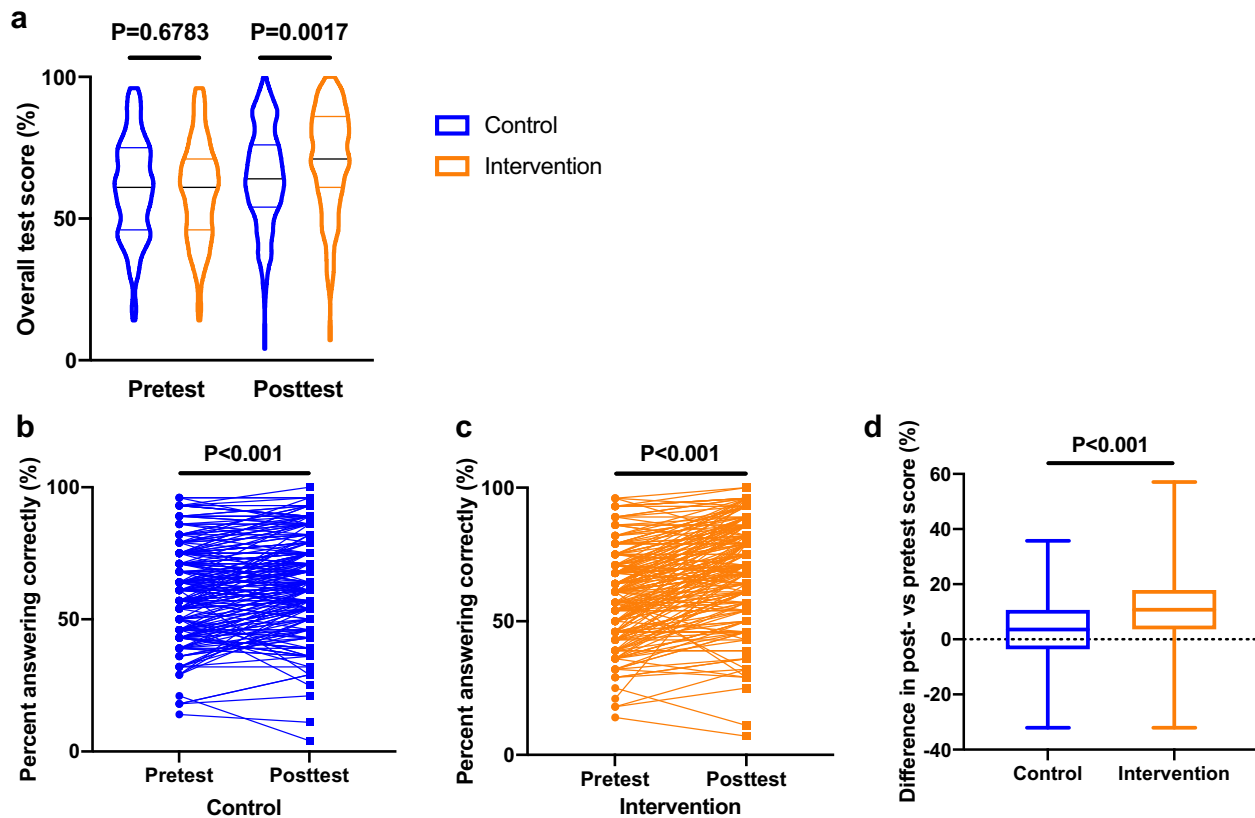 a
P=0.6783
P=0.0017
Overall test score (%)
100
50
0
Pretest
Posttest
Control
Intervention
b
P<0.001
Percent answering correctly (%)
100
50
0
Pretest
Posttest
Control
c
P<0.001
Percent answering correctly (%)
100
50
0
Pretest
Posttest
Intervention
d
P<0.001
Difference in post- vs pretest score (%)
60
40
20
0
-20
-40
Control
Intervention